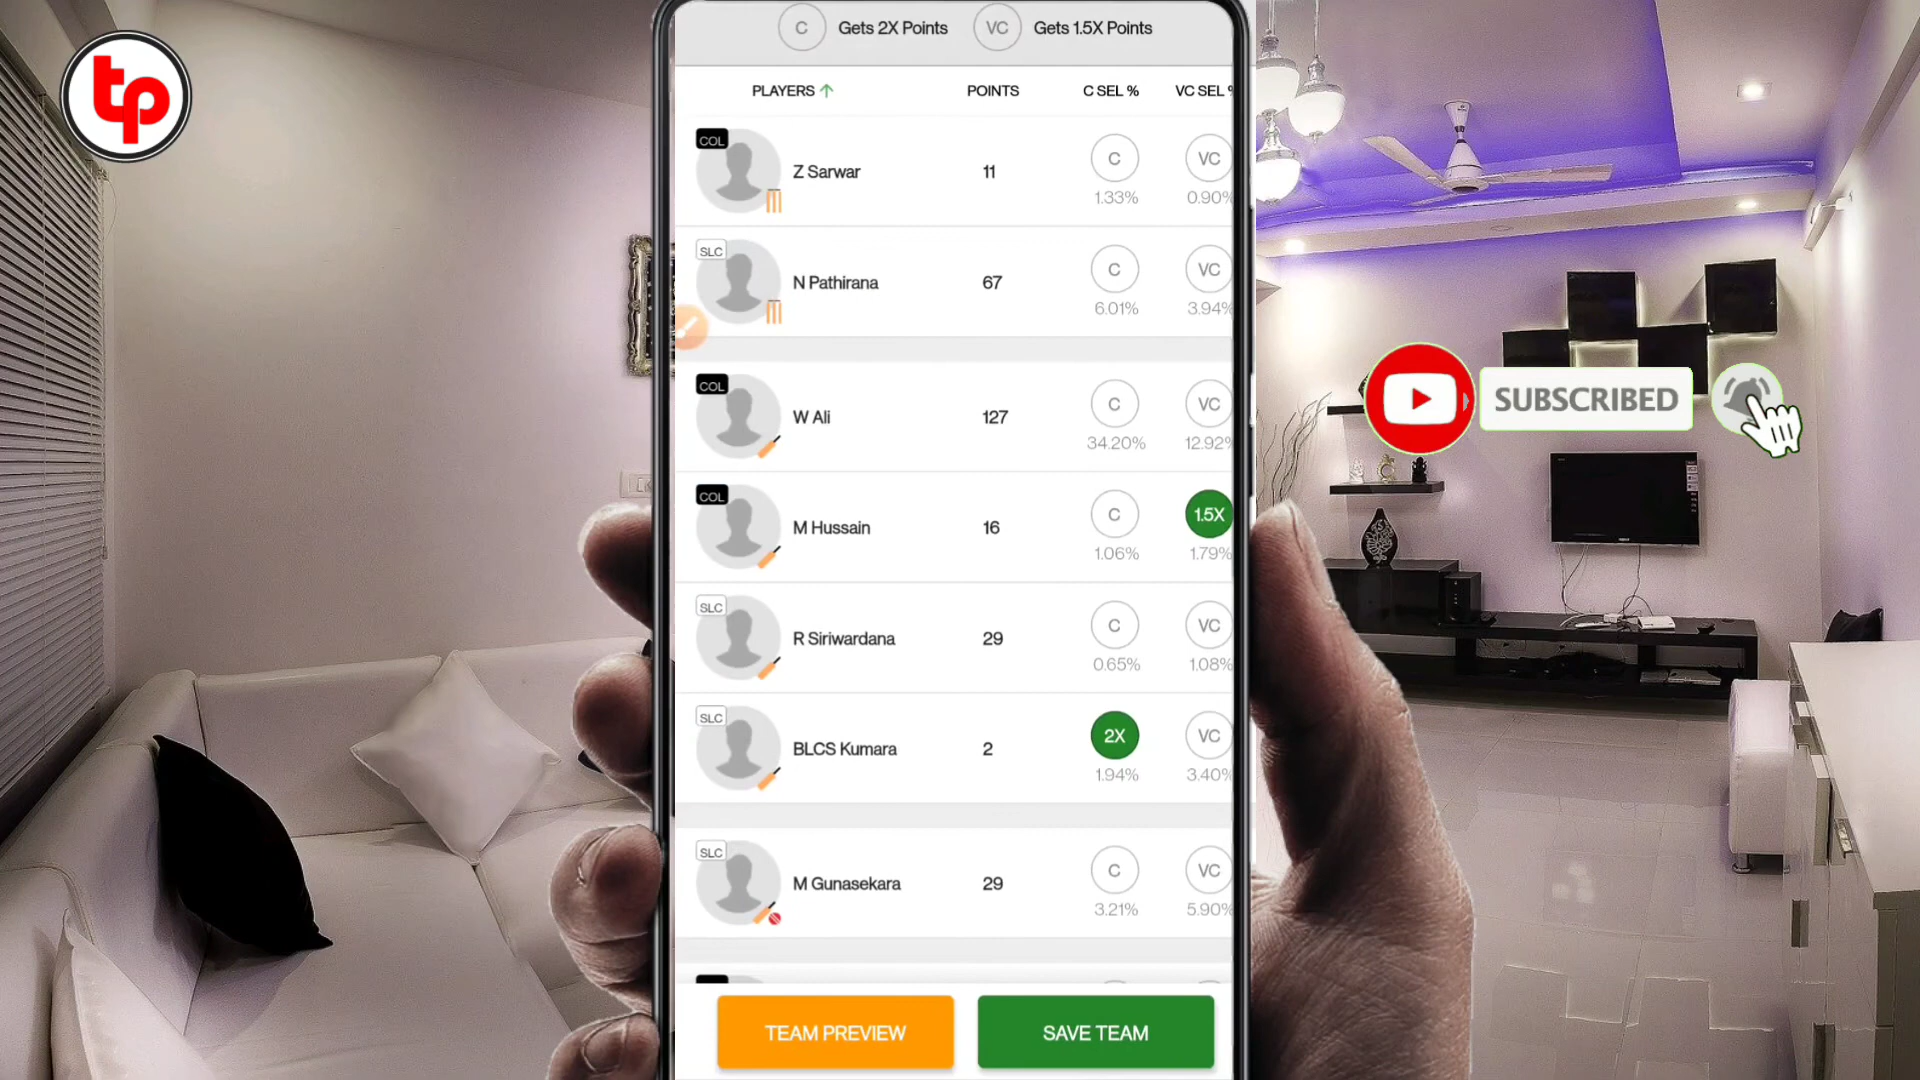 tp
C Gets 2X Points VC Gets 1.5X Points
PLAYERS POINTS C SEL % VC SEL %
COL
Z Sarwar 11 C VC
1.33% 0.90%
SLC
N Pathirana 67 C VC
6.01% 3.94%
COL
W Ali 127 C VC
34.20% 12.92%
COL
M Hussain 16 C 1.5X
1.06% 1.79%
SLC
R Siriwardana 29 C VC
0.65% 1.08%
SLC
BLCS Kumara 2 2X VC
1.94% 3.40%
SLC
M Gunasekara 29 C VC
3.21% 5.90%
TEAM PREVIEW SAVE TEAM
SUBSCRIBED